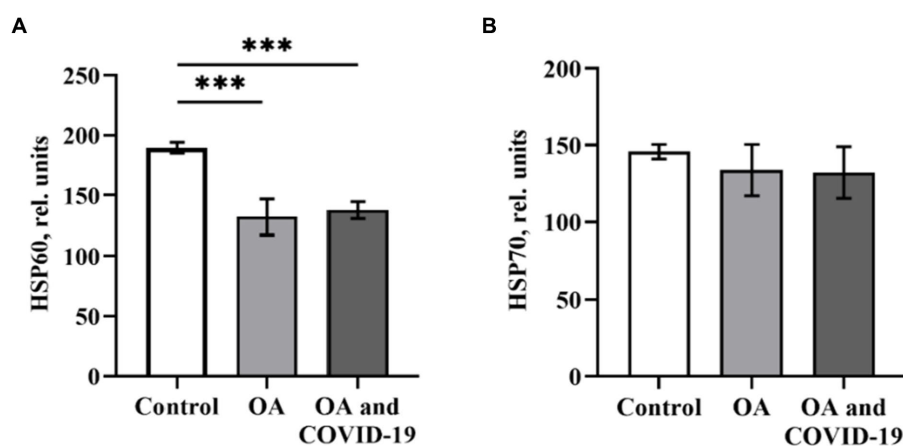 A
***
***
HSP60, rel. units
250
200
150
100
50
0
Control
OA
OA and
COVID-19
B
HSP70, rel. units
200
150
100
50
0
Control
OA
OA and
COVID-19